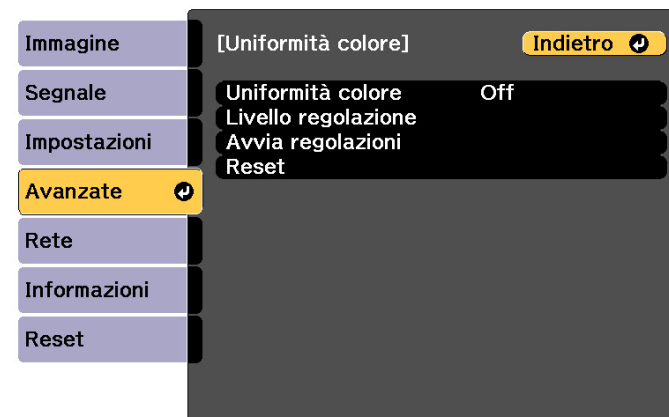 Immagine
Segnale
Impostazioni
Avanzate
Rete
Informazioni
Reset
[Uniformità colore]
Indietro
Uniformità colore Off
Livello regolazione
Avvia regolazioni
Reset